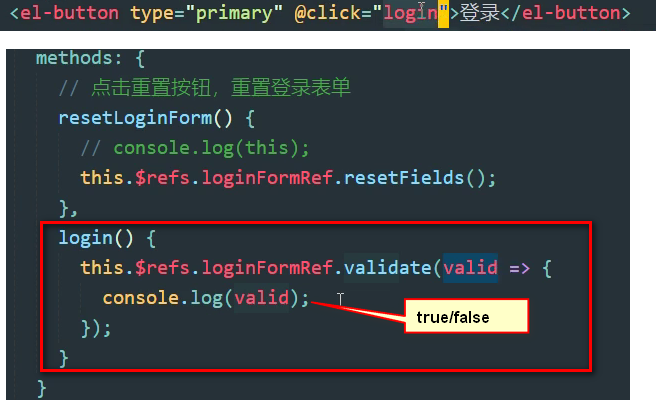 <el-button type="primary" @click="login">登录</el-button>
methods: {
// 点击重置按钮，重置登录表单
resetLoginForm() {
// console.log(this);
this.$refs.loginFormRef.resetFields();
},
login() {
this.$refs.loginFormRef.validate(valid => {
console.log(valid);
true/false
});
}
}